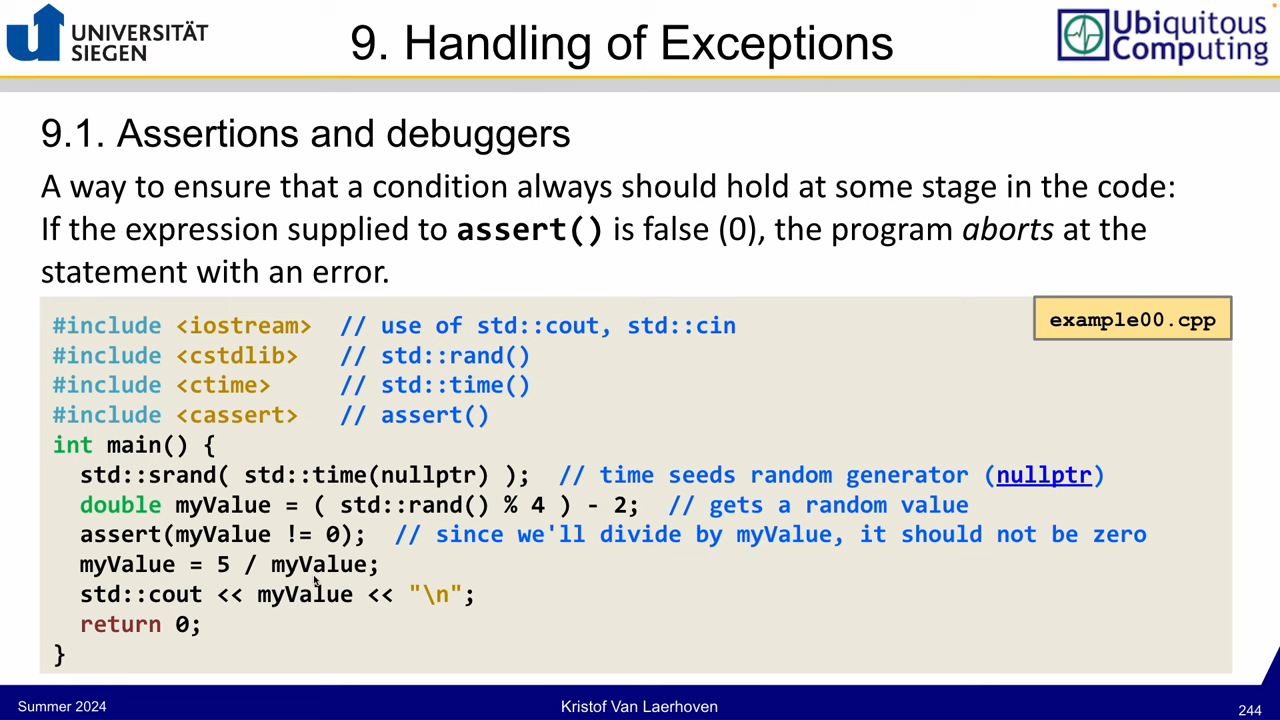 UNIVERSITÄT
SIEGEN
9. Handling of Exceptions
Ubiquitous
Computing
9.1. Assertions and debuggers
A way to ensure that a condition always should hold at some stage in the code:
If the expression supplied to assert() is false (0), the program aborts at the
statement with an error.
example00.cpp
#include <iostream>  // use of std::cout, std::cin
#include <cstdlib>   // std::rand()
#include <ctime>     // std::time()
#include <cassert>   // assert()
int main() {
  std::srand( std::time(nullptr) );  // time seeds random generator (nullptr)
  double myValue = ( std::rand() % 4 ) - 2;  // gets a random value
  assert(myValue != 0);  // since we'll divide by myValue, it should not be zero
  myValue = 5 / myValue;
  std::cout << myValue << "\n";
  return 0;
}
Summer 2024
Kristof Van Laerhoven
244